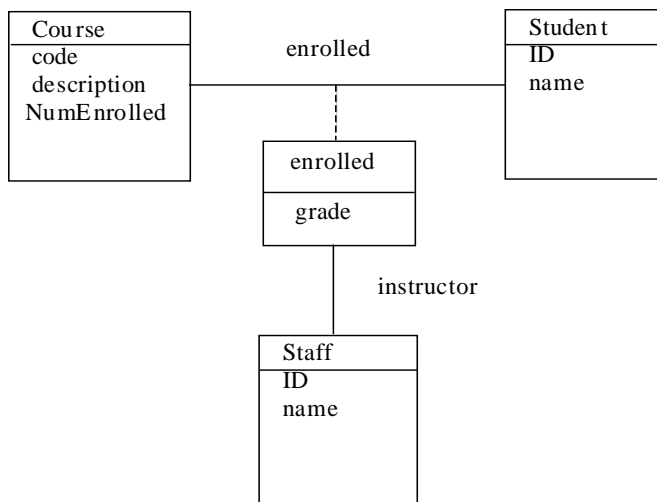 Course
code
description
NumEnrolled
enrolled
Student
ID
name
enrolled
grade
instructor
Staff
ID
name